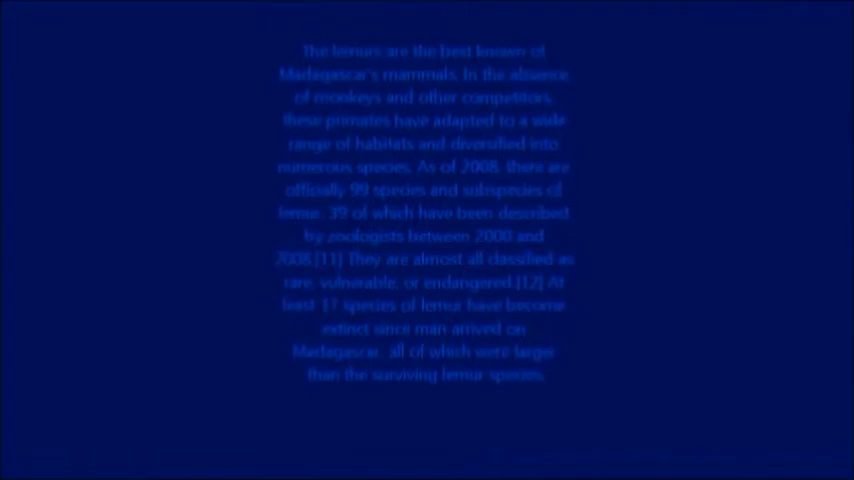 The lemurs are the best known of
Madagascar's mammals. In the absence
of monkeys and other competitors,
these primates have adapted to a wide
range of habitats and diversified into
numerous species. As of 2008, there are
officially 99 species and subspecies of
lemur, 39 of which have been described
by zoologists between 2000 and
2008.[11] They are almost all classified as
rare, vulnerable, or endangered.[12] At
least 17 species of lemur have become
extinct since man arrived on
Madagascar, all of which were larger
than the surviving lemur species.